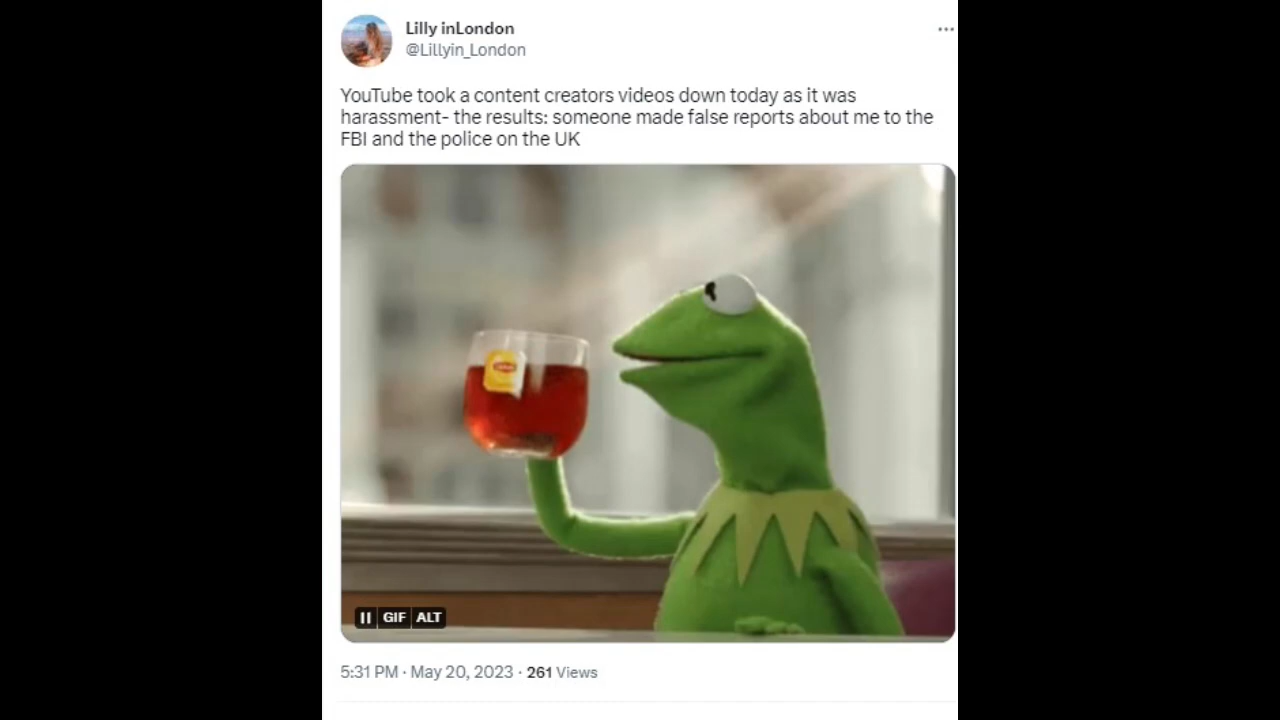 Lilly inLondon
@Lillyin_London
YouTube took a content creators videos down today as it was
harassment- the results: someone made false reports about me to the
FBI and the police on the UK
Lipton
GIF ALT
5:31 PM · May 20, 2023 · 261 Views